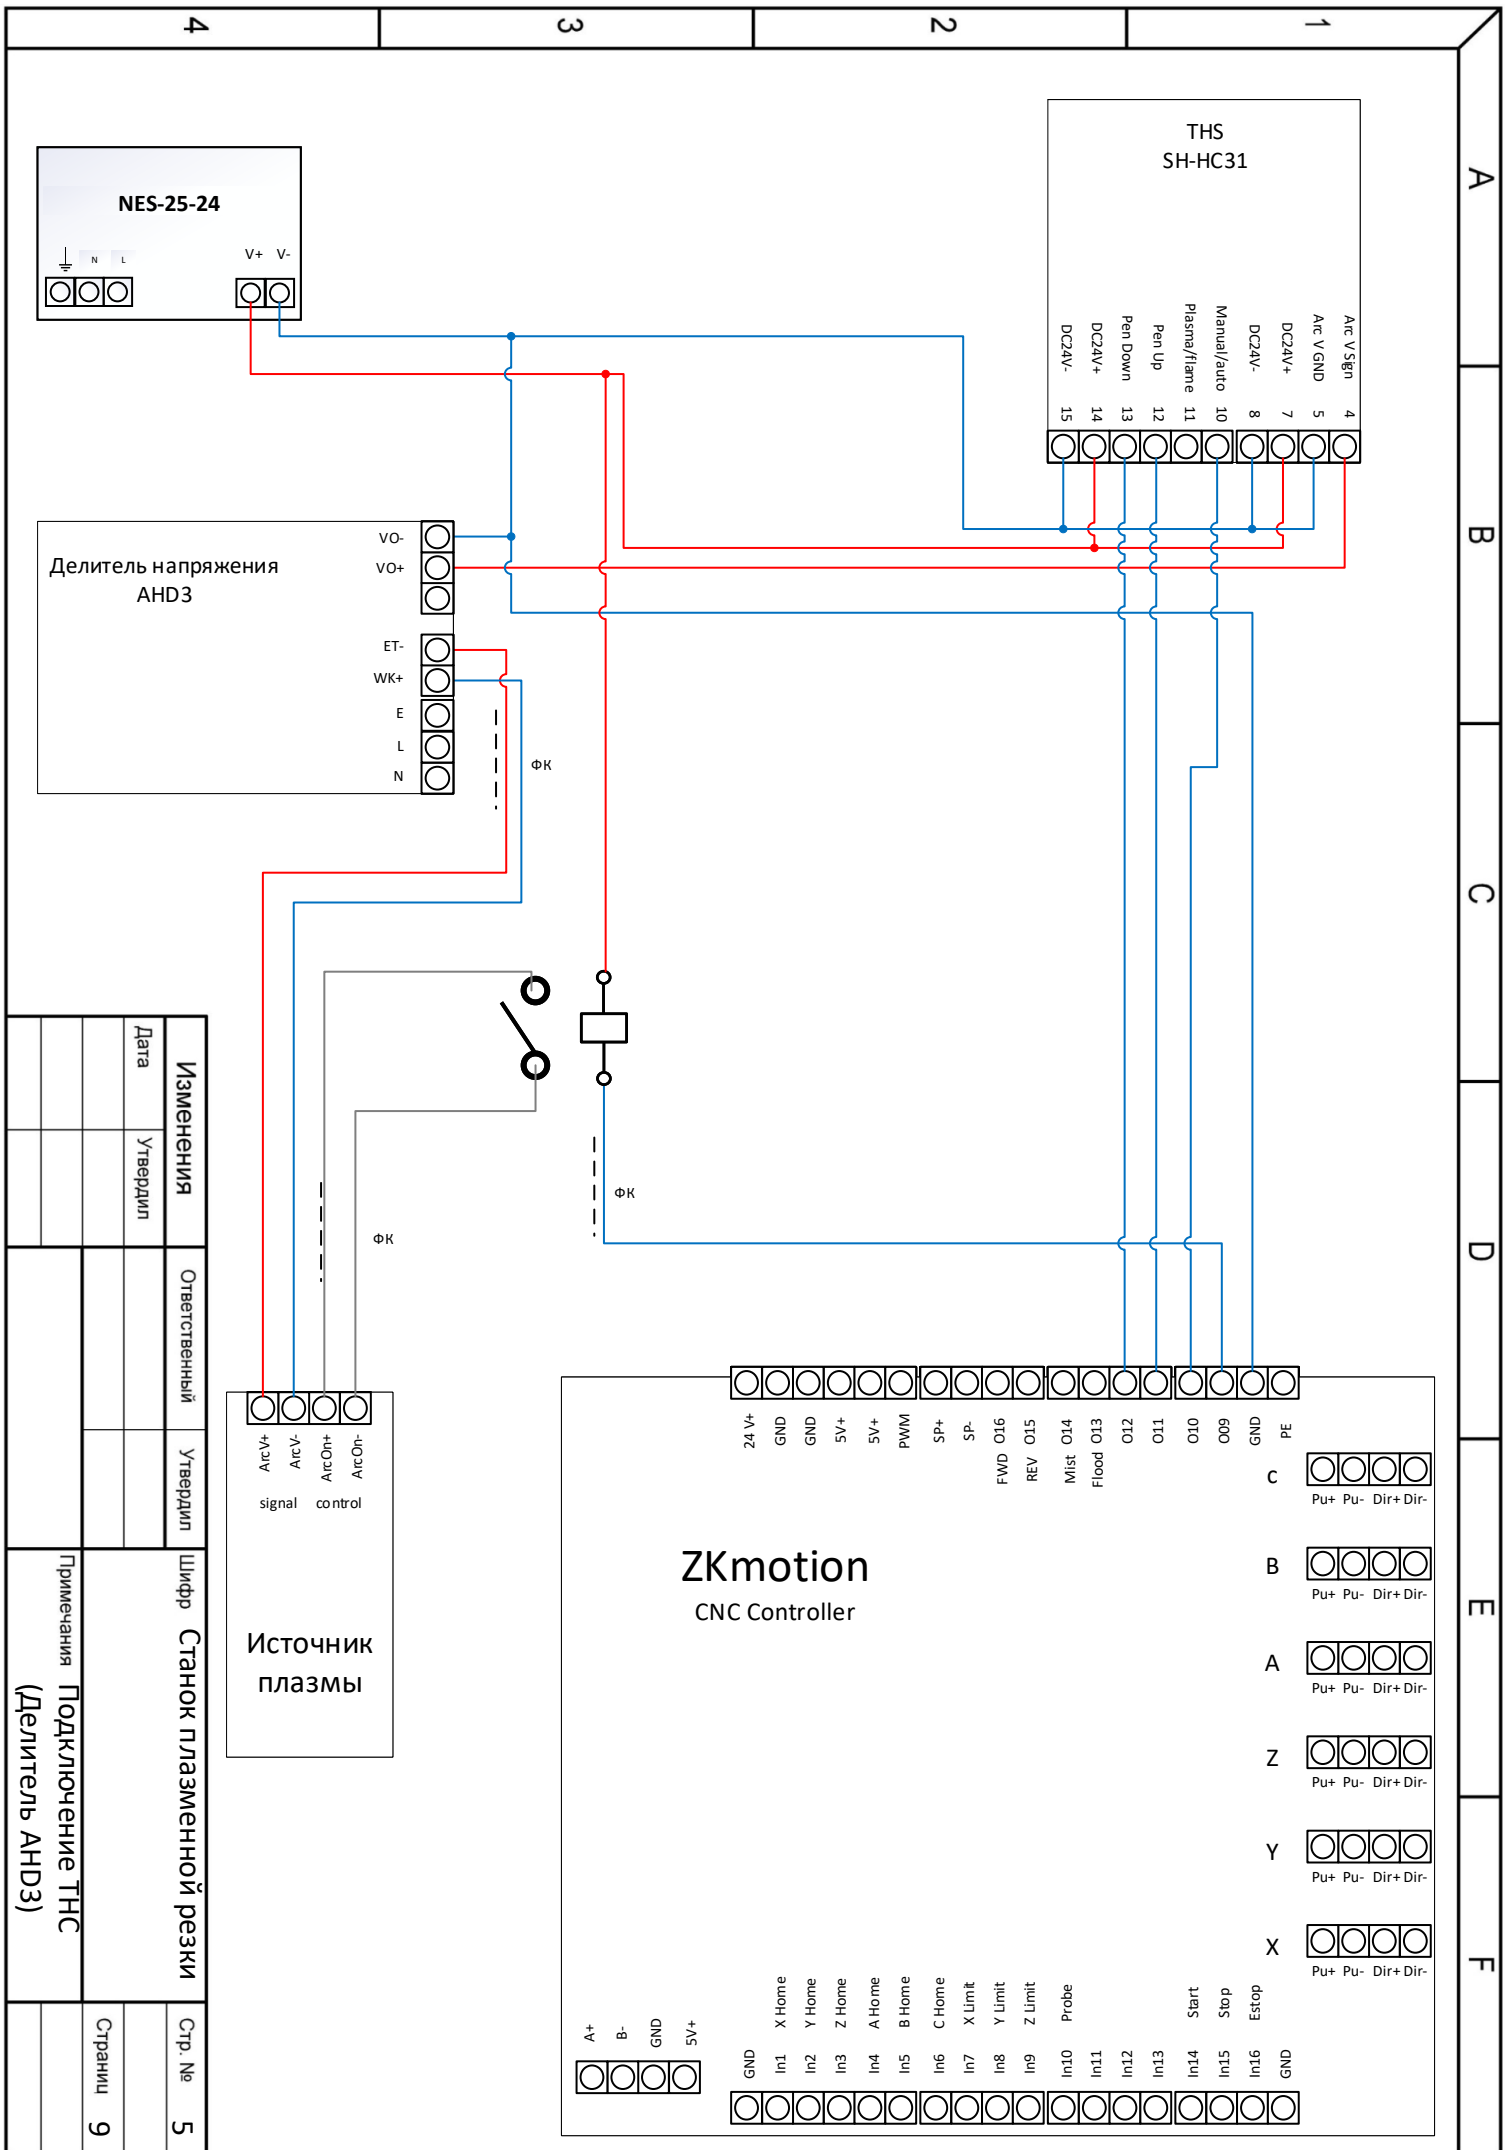 4
3
2
1
A
B
C
D
E
F
THS
SH-HC31
DC24V- 15
DC24V+ 14
Pen Down 13
Pen Up 12
Plasma/flame 11
Manual/auto 10
DC24V- 8
DC24V+ 7
Arc V GND 5
Arc V Sign 4
NES-25-24
N
L
V+
V-
Делитель напряжения
AHD3
VO-
VO+
ET-
WK+
E
L
N
ФК
ФК
ФК
ArcV+
ArcV-
ArcOn+
ArcOn-
signal control
Источник
плазмы
24 V+
GND
GND
5V+
5V+
PWM
SP+
SP-
FWD O16
REV O15
Mist O14
Flood O13
O12
O11
O10
O09
GND
PE
ZKmotion
CNC Controller
c
Pu+ Pu- Dir+ Dir-
B
Pu+ Pu- Dir+ Dir-
A
Pu+ Pu- Dir+ Dir-
Z
Pu+ Pu- Dir+ Dir-
Y
Pu+ Pu- Dir+ Dir-
X
Pu+ Pu- Dir+ Dir-
A+
B-
GND
5V+
GND
In1 X Home
In2 Y Home
In3 Z Home
In4 A Home
In5 B Home
In6 C Home
In7 X Limit
In8 Y Limit
In9 Z Limit
In10 Probe
In11
In12
In13
In14 Start
In15 Stop
In16 Estop
GND
Изменения
Дата
Утвердил
Ответственный
Утвердил
Шифр Станок плазменной резки
Примечания Подключение ТНС
(Делитель AHD3)
Стр. № 5
Страниц 9